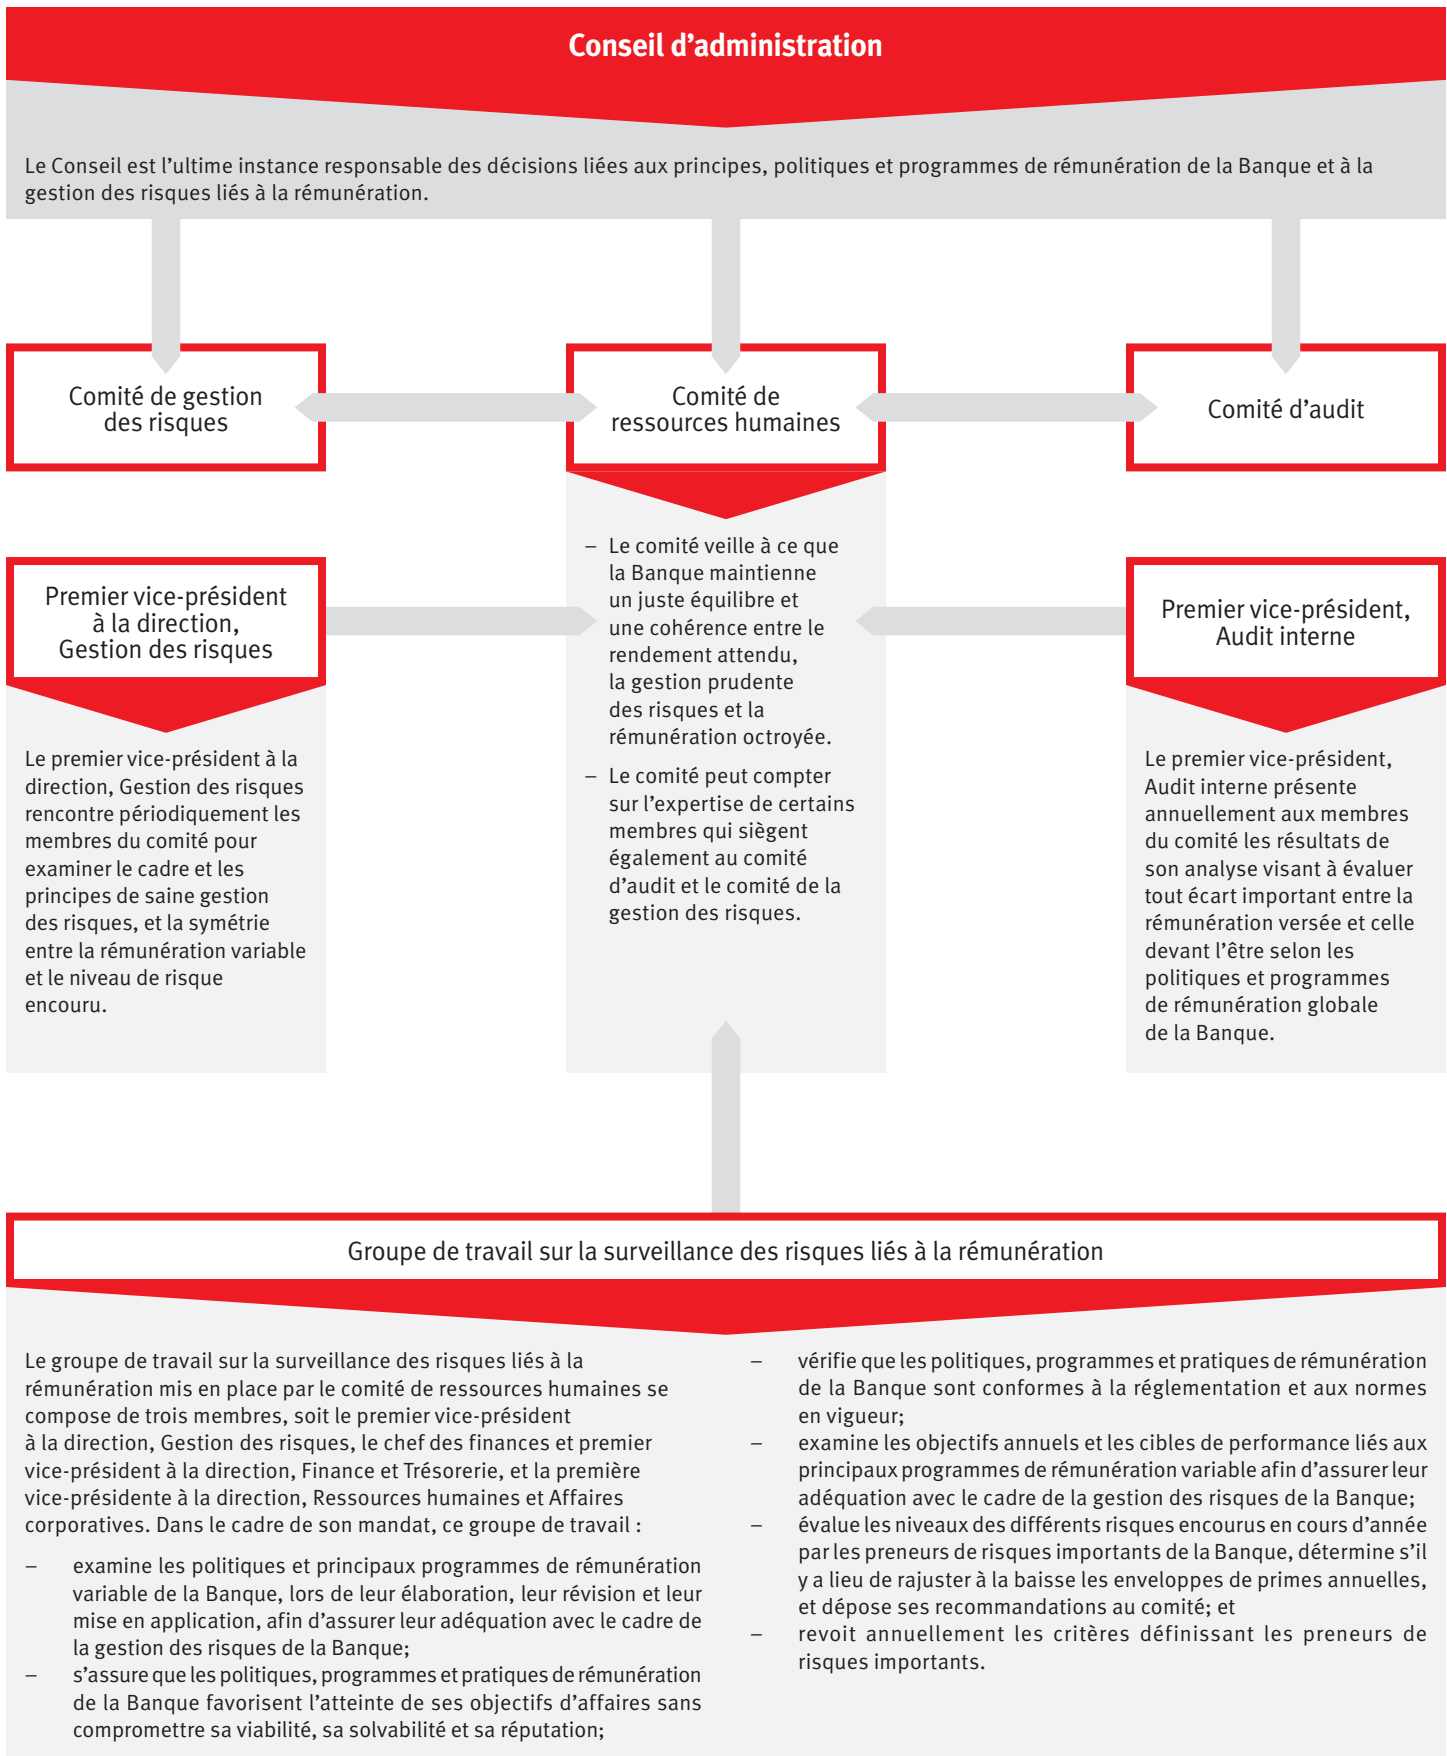 Conseil d’administration
Le Conseil est l’ultime instance responsable des décisions liées aux principes, politiques et programmes de rémunération de la Banque et à la
gestion des risques liés à la rémunération.
Comité de gestion
des risques
Comité de
ressources humaines
Comité d’audit
– Le comité veille à ce que
la Banque maintienne
un juste équilibre et
une cohérence entre le
rendement attendu,
la gestion prudente
des risques et la
rémunération octroyée.
– Le comité peut compter
sur l’expertise de certains
membres qui siègent
également au comité
d’audit et le comité de la
gestion des risques.
Premier vice-président
à la direction,
Gestion des risques
Le premier vice-président à la
direction, Gestion des risques
rencontre périodiquement les
membres du comité pour
examiner le cadre et les
principes de saine gestion
des risques, et la symétrie
entre la rémunération variable
et le niveau de risque
encouru.
Premier vice-président,
Audit interne
Le premier vice-président,
Audit interne présente
annuellement aux membres
du comité les résultats de
son analyse visant à évaluer
tout écart important entre la
rémunération versée et celle
devant l’être selon les
politiques et programmes
de rémunération globale
de la Banque.
Groupe de travail sur la surveillance des risques liés à la rémunération
Le groupe de travail sur la surveillance des risques liés à la
rémunération mis en place par le comité de ressources humaines se
compose de trois membres, soit le premier vice-président
à la direction, Gestion des risques, le chef des finances et premier
vice-président à la direction, Finance et Trésorerie, et la première
vice-présidente à la direction, Ressources humaines et Affaires
corporatives. Dans le cadre de son mandat, ce groupe de travail :
– examine les politiques et principaux programmes de rémunération
variable de la Banque, lors de leur élaboration, leur révision et leur
mise en application, afin d’assurer leur adéquation avec le cadre de
la gestion des risques de la Banque;
– s’assure que les politiques, programmes et pratiques de rémunération
de la Banque favorisent l’atteinte de ses objectifs d’affaires sans
compromettre sa viabilité, sa solvabilité et sa réputation;
– vérifie que les politiques, programmes et pratiques de rémunération
de la Banque sont conformes à la réglementation et aux normes
en vigueur;
– examine les objectifs annuels et les cibles de performance liés aux
principaux programmes de rémunération variable afin d’assurer leur
adéquation avec le cadre de la gestion des risques de la Banque;
– évalue les niveaux des différents risques encourus en cours d’année
par les preneurs de risques importants de la Banque, détermine s’il
y a lieu de rajuster à la baisse les enveloppes de primes annuelles,
et dépose ses recommandations au comité; et
– revoit annuellement les critères définissant les preneurs de
risques importants.